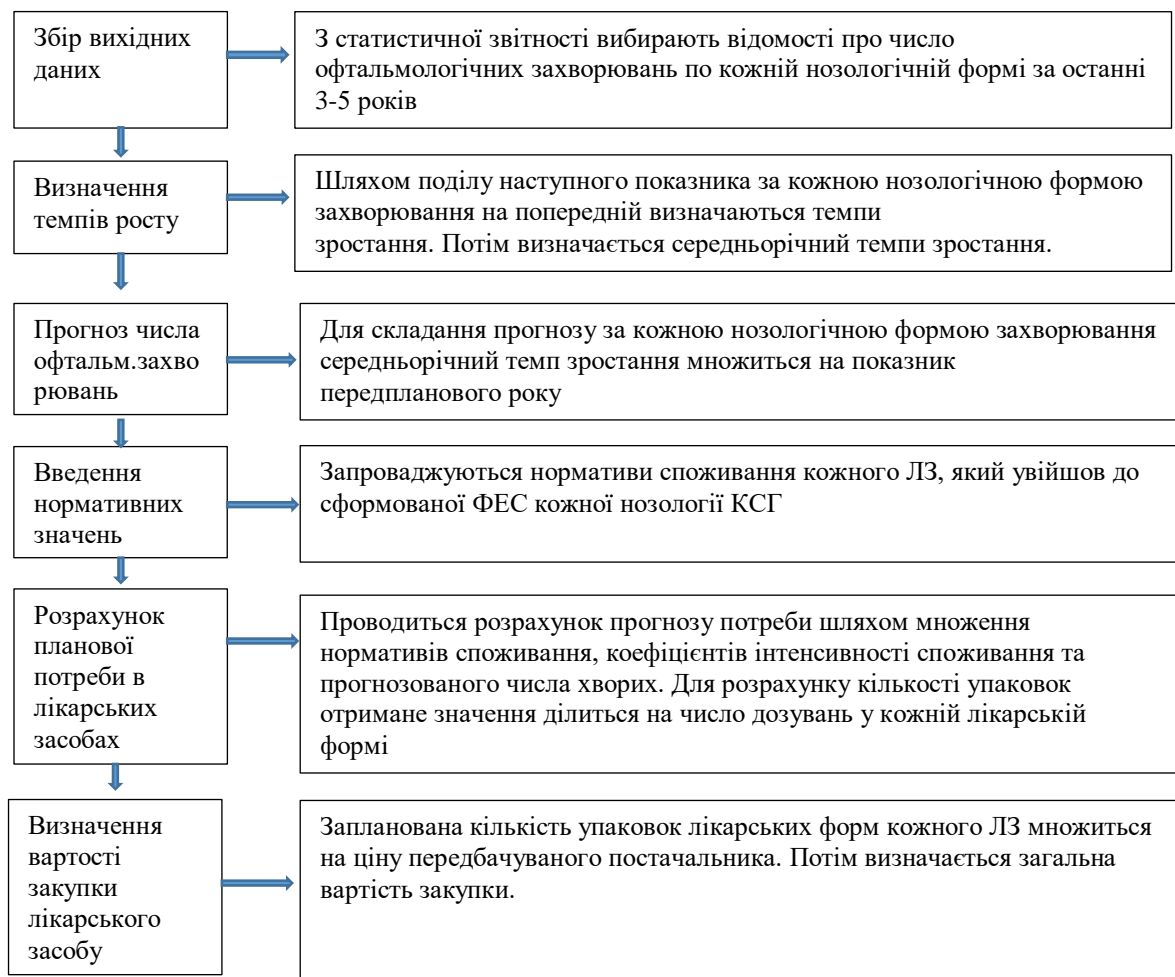 Збір вихідних
даних
З статистичної звітності вибирають відомості про число
офтальмологічних захворювань по кожній нозологічній формі за останні
3-5 років
Визначення
темпів росту
Шляхом поділу наступного показника за кожною нозологічною формою
захворювання на попередній визначаються темпи
зростання. Потім визначається середньорічний темпи зростання.
Прогноз числа
офтальм.захво
рювань
Для складання прогнозу за кожною нозологічною формою захворювання
середньорічний темп зростання множиться на показник
передпланового року
Введення
нормативних
значень
Запроваджуються нормативи споживання кожного ЛЗ, який увійшов до
сформованої ФЕС кожної нозології КСГ
Розрахунок
планової
потреби в
лікарських
засобах
Проводиться розрахунок прогнозу потреби шляхом множення
нормативів споживання, коефіцієнтів інтенсивності споживання та
прогнозованого числа хворих. Для розрахунку кількості упаковок
отримане значення ділиться на число дозувань у кожній лікарській
формі
Визначення
вартості
закупки
лікарського
засобу
Запланована кількість упаковок лікарських форм кожного ЛЗ множиться
на ціну передбачуваного постачальника. Потім визначається загальна
вартість закупки.